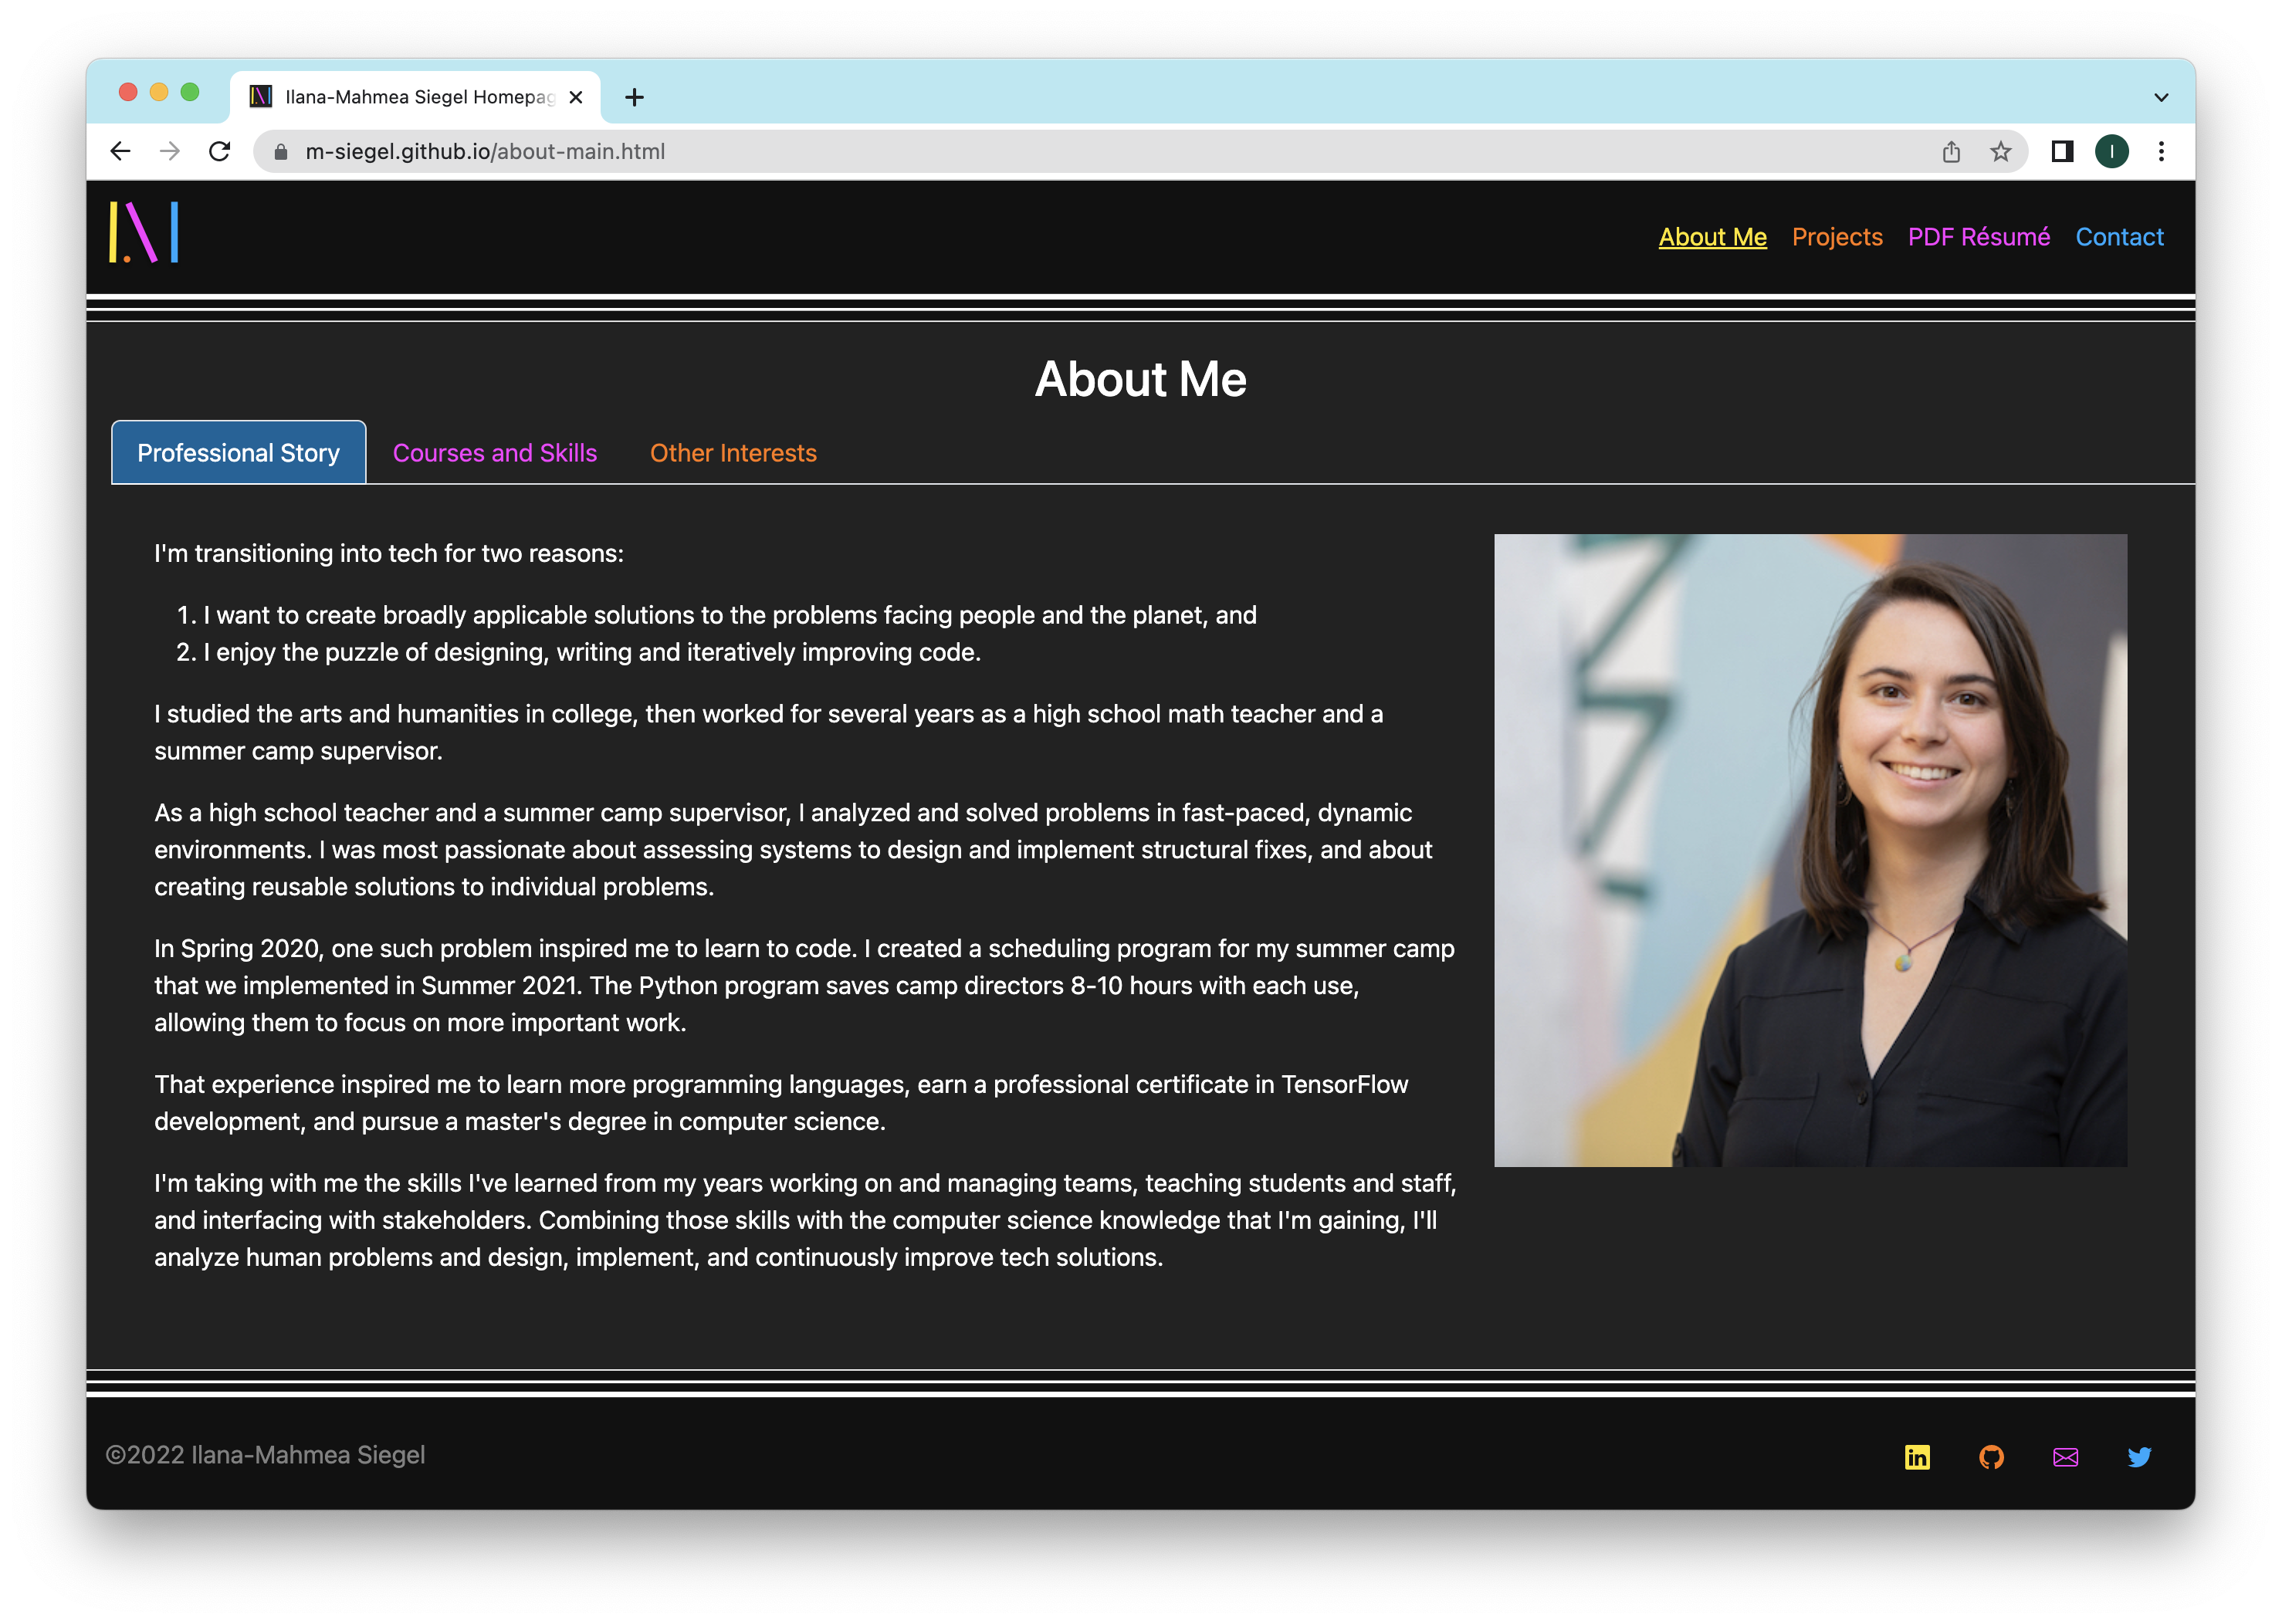 Ilana-Mahmea Siegel Homepag
m-siegel.github.io/about-main.html
I
About Me Projects PDF Résumé Contact
About Me
Professional Story Courses and Skills Other Interests
I'm transitioning into tech for two reasons:
1. I want to create broadly applicable solutions to the problems facing people and the planet, and
2. I enjoy the puzzle of designing, writing and iteratively improving code.
I studied the arts and humanities in college, then worked for several years as a high school math teacher and a
summer camp supervisor.
As a high school teacher and a summer camp supervisor, I analyzed and solved problems in fast-paced, dynamic
environments. I was most passionate about assessing systems to design and implement structural fixes, and about
creating reusable solutions to individual problems.
In Spring 2020, one such problem inspired me to learn to code. I created a scheduling program for my summer camp
that we implemented in Summer 2021. The Python program saves camp directors 8-10 hours with each use,
allowing them to focus on more important work.
That experience inspired me to learn more programming languages, earn a professional certificate in TensorFlow
development, and pursue a master's degree in computer science.
I'm taking with me the skills I've learned from my years working on and managing teams, teaching students and staff,
and interfacing with stakeholders. Combining those skills with the computer science knowledge that I'm gaining, I'll
analyze human problems and design, implement, and continuously improve tech solutions.
©2022 Ilana-Mahmea Siegel
in